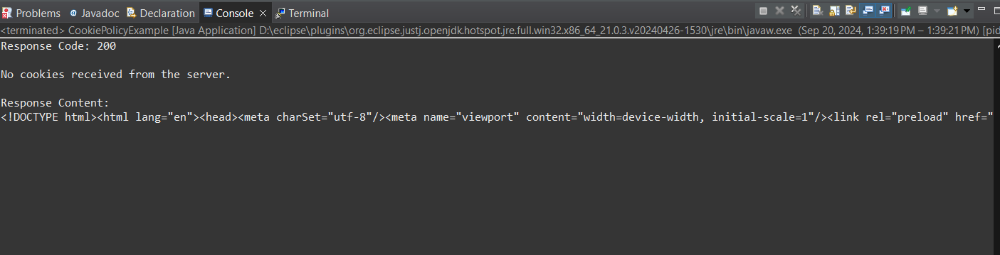 Problems Javadoc Declaration Console Terminal
<terminated> CookiePolicyExample [Java Application] D:\eclipse\plugins\org.eclipse.justj.openjdk.hotspot.jre.full.win32.x86_64_21.0.3.v20240426-1530\jre\bin\javaw.exe (Sep 20, 2024, 1:39:19 PM – 1:39:21 PM) [pid
Response Code: 200
No cookies received from the server.
Response Content:
<!DOCTYPE html><html lang="en"><head><meta charSet="utf-8"/><meta name="viewport" content="width=device-width, initial-scale=1"/><link rel="preload" href="